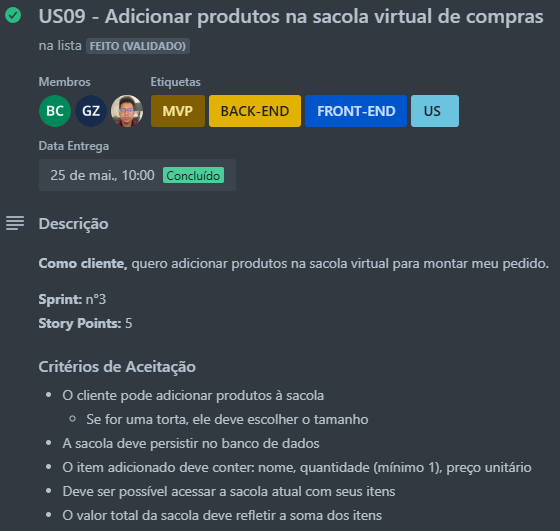 US09 - Adicionar produtos na sacola virtual de compras
na lista FEITO (VALIDADO)
Membros Etiquetas
BC GZ MVP BACK-END FRONT-END US
Data Entrega
25 de mai., 10:00 Concluído
Descrição
Como cliente, quero adicionar produtos na sacola virtual para montar meu pedido.
Sprint: n°3
Story Points: 5
Critérios de Aceitação
• O cliente pode adicionar produtos à sacola
◦ Se for uma torta, ele deve escolher o tamanho
• A sacola deve persistir no banco de dados
• O item adicionado deve conter: nome, quantidade (mínimo 1), preço unitário
• Deve ser possível acessar a sacola atual com seus itens
• O valor total da sacola deve refletir a soma dos itens